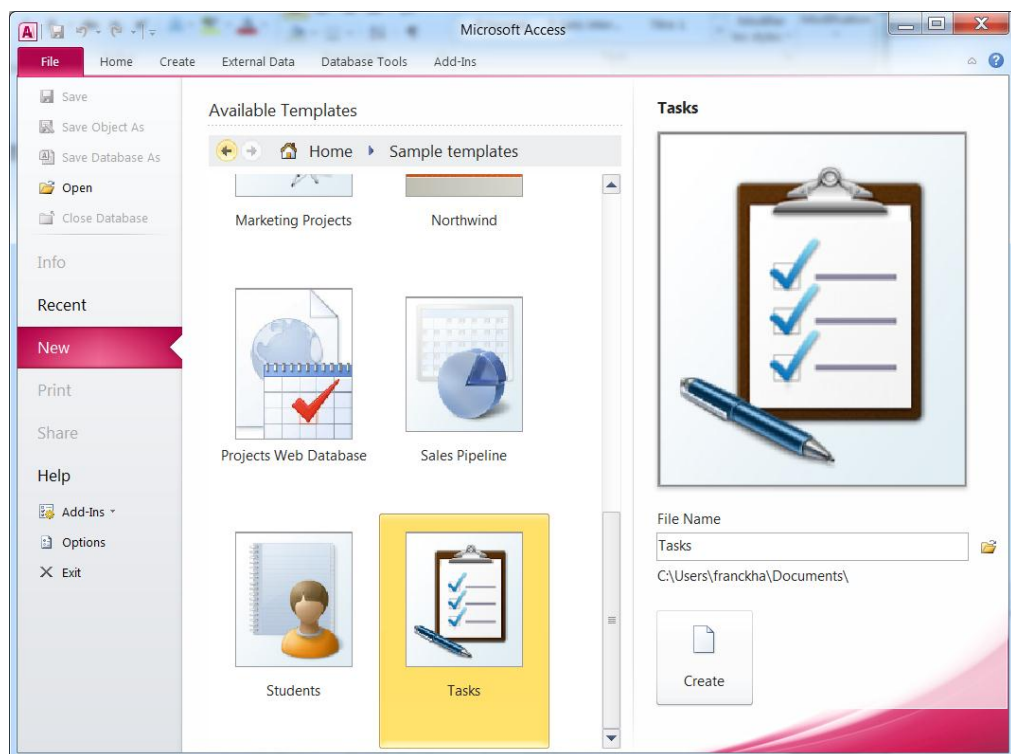 A Microsoft Access X
File Home Create External Data Database Tools Add-Ins ?
Save
Save Object As
Save Database As
Open
Close Database
Info
Recent
New
Print
Share
Help
Add-Ins
Options
Exit
Available Templates
Home Sample templates
Marketing Projects Northwind
Projects Web Database Sales Pipeline
Students Tasks
Tasks
File Name
Tasks
C:\Users\franckha\Documents\
Create